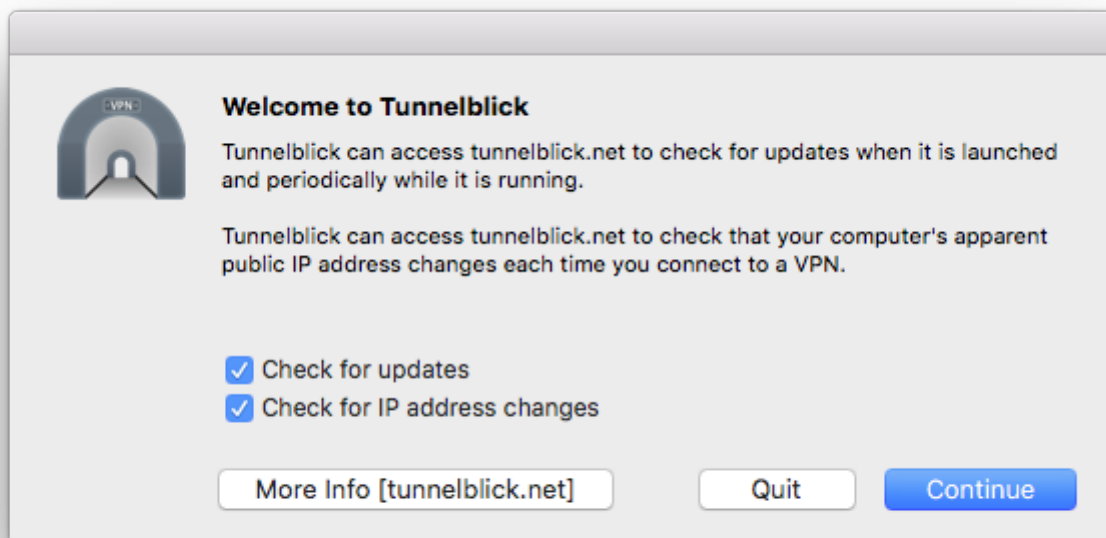 VPN
Welcome to Tunnelblick
Tunnelblick can access tunnelblick.net to check for updates when it is launched
and periodically while it is running.
Tunnelblick can access tunnelblick.net to check that your computer's apparent
public IP address changes each time you connect to a VPN.
Check for updates
Check for IP address changes
More Info [tunnelblick.net]
Quit
Continue